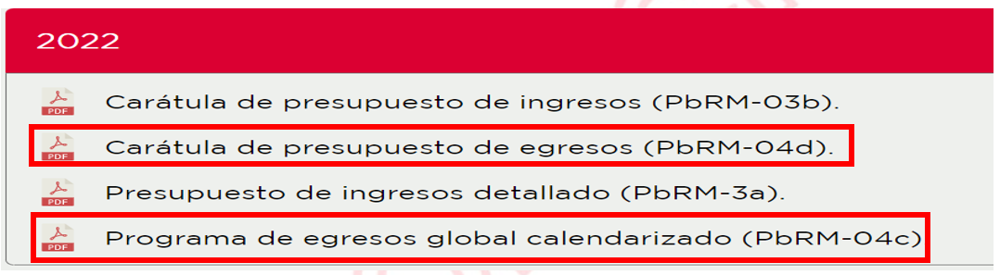 2022
PDF Carátula de presupuesto de ingresos (PbRM-03b).
PDF Carátula de presupuesto de egresos (PbRM-04d).
PDF Presupuesto de ingresos detallado (PbRM-3a).
PDF Programa de egresos global calendarizado (PbRM-04c)